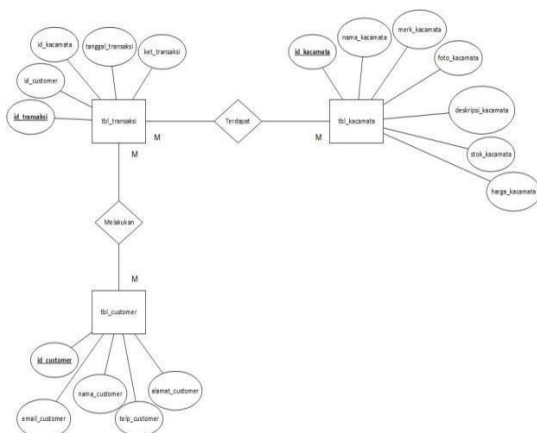 id_kacamata
tanggal_transaksi
ket_transaksi
id_customer
id_transaksi
tbl_transaksi
M
Terdapat
M
tbl_kacamata
id_kacamata
nama_kacamata
merk_kacamata
foto_kacamata
deskripsi_kacamata
stok_kacamata
harga_kacamata
M
Melakukan
M
tbl_customer
id_customer
email_customer
nama_customer
telp_customer
alamat_customer